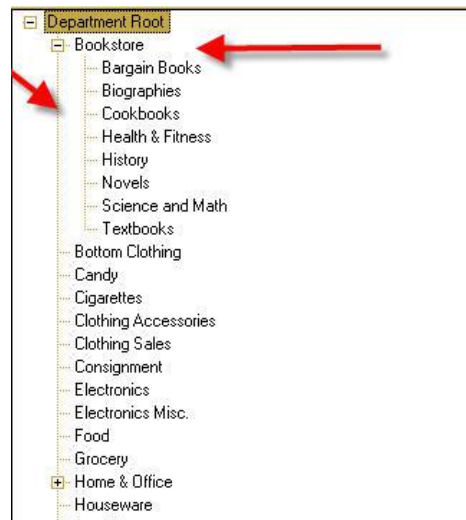 Department Root
Bookstore
Bargain Books
Biographies
Cookbooks
Health & Fitness
History
Novels
Science and Math
Textbooks
Bottom Clothing
Candy
Cigarettes
Clothing Accessories
Clothing Sales
Consignment
Electronics
Electronics Misc.
Food
Grocery
Home & Office
Houseware